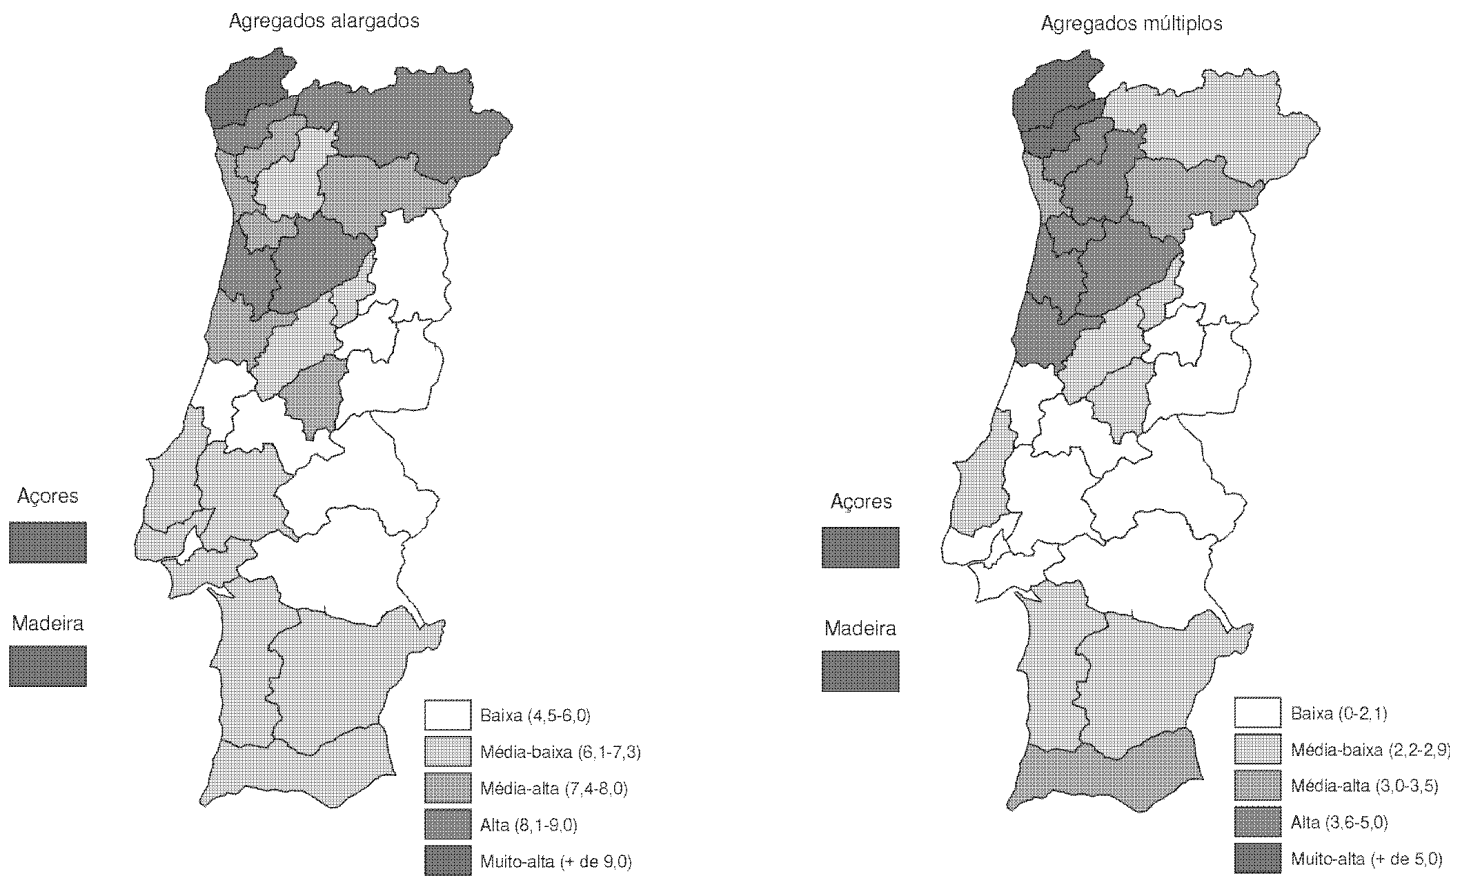 Agregados alargados
Açores
Madeira
Baixa (4,5-6,0)
Média-baixa (6,1-7,3)
Média-alta (7,4-8,0)
Alta (8,1-9,0)
Muito-alta (+ de 9,0)
Agregados múltiplos
Açores
Madeira
Baixa (0-2,1)
Média-baixa (2,2-2,9)
Média-alta (3,0-3,5)
Alta (3,6-5,0)
Muito-alta (+ de 5,0)